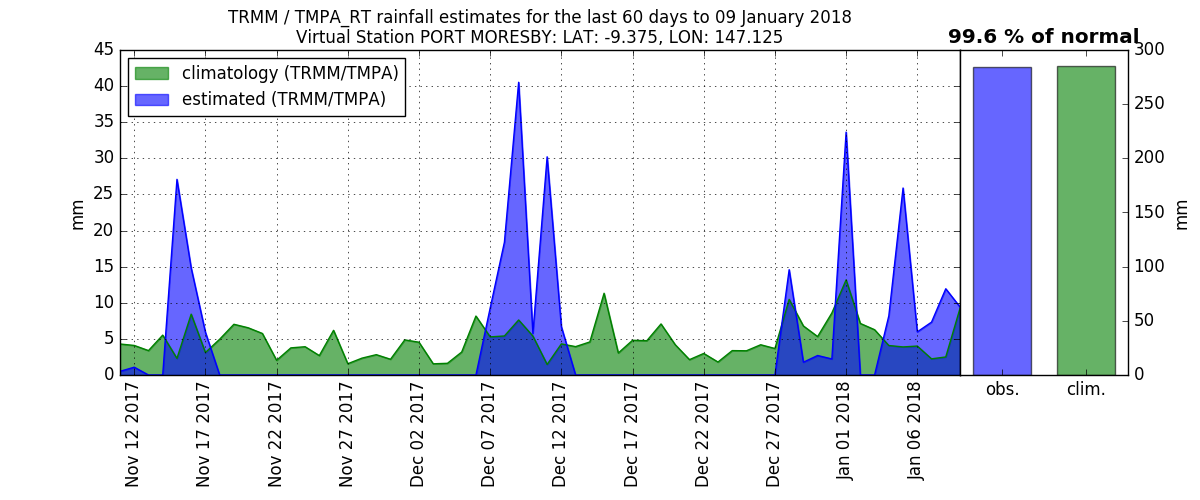 TRMM / TMPA_RT rainfall estimates for the last 60 days to 09 January 2018
Virtual Station PORT MORESBY: LAT: -9.375, LON: 147.125
99.6 % of normal
climatology (TRMM/TMPA)
estimated (TRMM/TMPA)
45
40
35
30
25
20
15
10
5
0
mm
Nov 12 2017
Nov 17 2017
Nov 22 2017
Nov 27 2017
Dec 02 2017
Dec 07 2017
Dec 12 2017
Dec 17 2017
Dec 22 2017
Dec 27 2017
Jan 01 2018
Jan 06 2018
obs.
clim.
300
250
200
150
100
50
0
mm